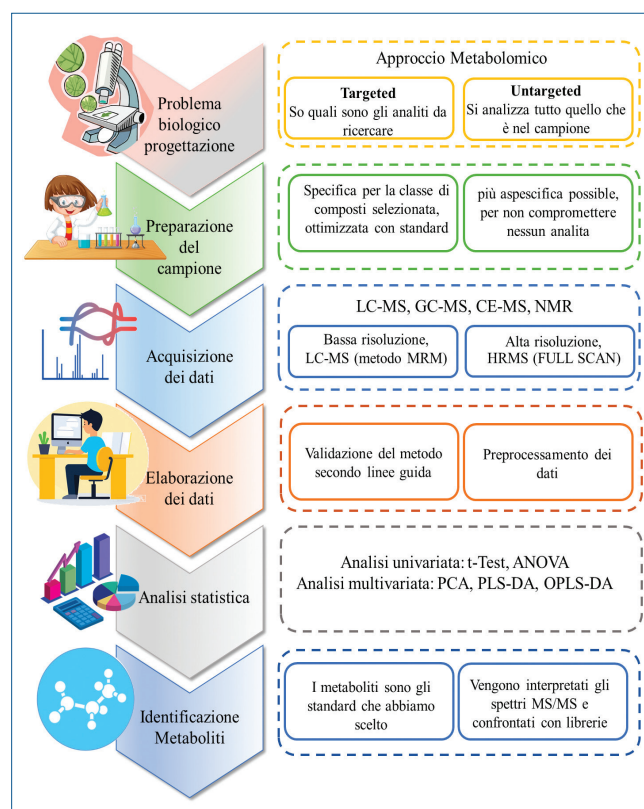 Problema
biologico
progettazione
Approccio Metabolomico
Targeted
So quali sono gli analiti da
ricercare
Untargeted
Si analizza tutto quello che
è nel campione
Preparazione
del
campione
Specifica per la classe di
composti selezionata,
ottimizzata con standard
più aspescifica possible,
per non compromettere
nessun analita
Acquisizione
dei dati
LC-MS, GC-MS, CE-MS, NMR
Bassa risoluzione,
LC-MS (metodo MRM)
Alta risoluzione,
HRMS (FULL SCAN)
Elaborazione
dei dati
Validazione del metodo
secondo linee guida
Preprocessamento dei
dati
Analisi statistica
Analisi univariata: t-Test, ANOVA
Analisi multivariata: PCA, PLS-DA, OPLS-DA
Identificazione
Metaboliti
I metaboliti sono gli
standard che abbiamo
scelto
Vengono interpretati gli
spettri MS/MS e
confrontati con librerie